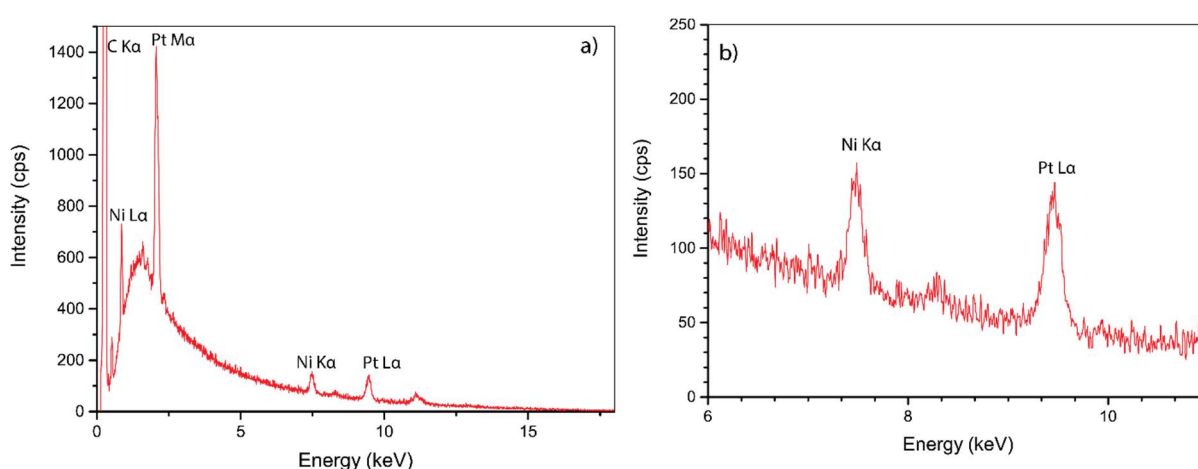 a)
C Kα
Pt Mα
Ni Lα
Ni Kα
Pt Lα
1400
1200
1000
800
600
400
200
0
0
5
10
15
Intensity (cps)
Energy (keV)
b)
Ni Kα
Pt Lα
250
200
150
100
50
0
6
8
10
Intensity (cps)
Energy (keV)